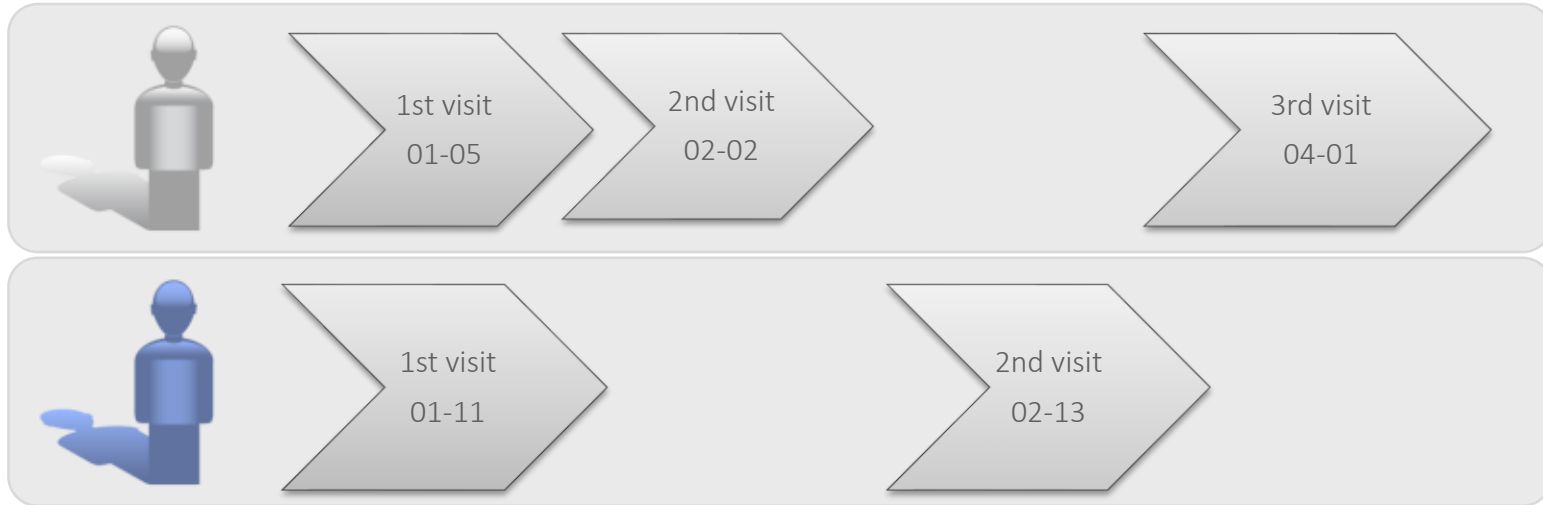 1st visit
01-05
2nd visit
02-02
3rd visit
04-01
1st visit
01-11
2nd visit
02-13